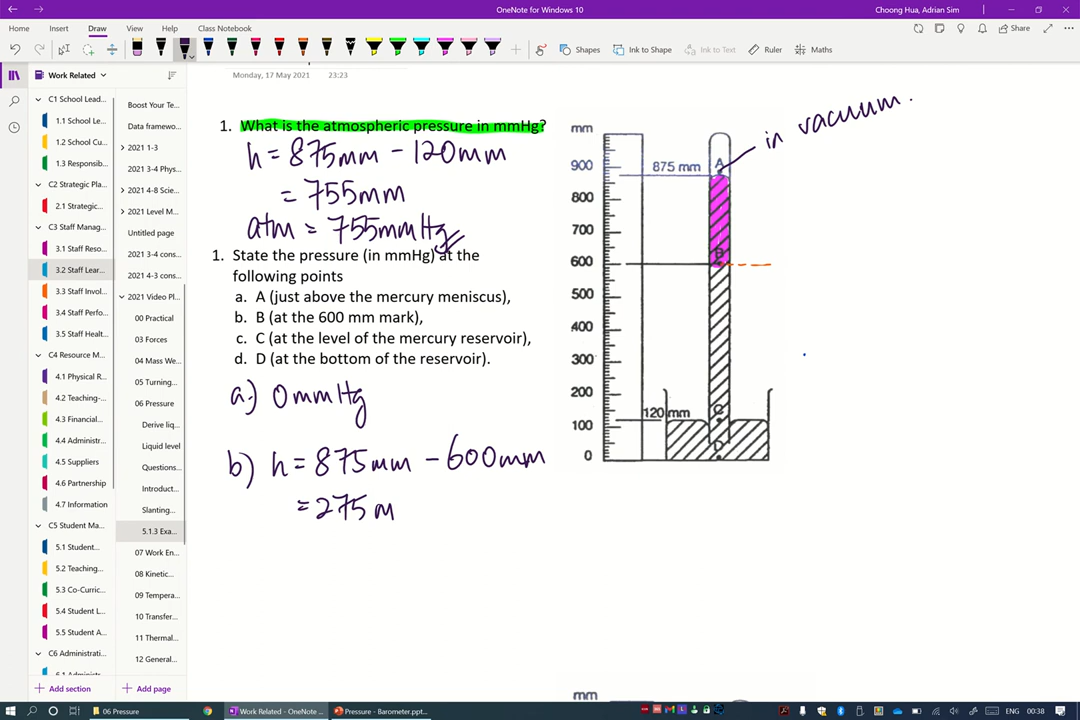 OneNote for Windows 10
Choong Hua, Adrian Sim
Home Insert Draw View Help Class Notebook
Share
Shapes Ink to Shape Ink to Text Ruler Maths
Work Related
C1 School Lead...
1.1 School Le...
1.2 School Cu...
1.3 Responsib...
C2 Strategic Pla...
2.1 Strategic...
C3 Staff Manag...
3.1 Staff Reso...
3.2 Staff Lear...
3.3 Staff Invol...
3.4 Staff Perfo...
3.5 Staff Healt...
C4 Resource M...
4.1 Physical R...
4.2 Teaching-...
4.3 Financial...
4.4 Administr...
4.5 Suppliers
4.6 Partnership
4.7 Information
C5 Student Ma...
5.1 Student...
5.2 Teaching...
5.3 Co-Curric...
5.4 Student L...
5.5 Student A...
C6 Administrati...
Add section
Boost Your Te...
Data framewo...
2021 1-3
2021 3-4 Phys...
2021 4-8 Scie...
2021 Level M...
Untitled page
2021 3-4 cons...
2021 4-3 cons...
2021 Video Pl...
00 Practical
03 Forces
04 Mass We...
05 Turning...
06 Pressure
Derive liq...
Liquid level
Questions...
Introduct...
Slanting...
5.1.3 Exa...
07 Work En...
08 Kinetic...
09 Tempera...
10 Transfer...
11 Thermal...
12 General...
Add page
Monday, 17 May 2021 23:23
1. What is the atmospheric pressure in mmHg?
h = 875mm - 120mm
= 755mm
atm = 755mmHg
1. State the pressure (in mmHg) at the
following points
a. A (just above the mercury meniscus),
b. B (at the 600 mm mark),
c. C (at the level of the mercury reservoir),
d. D (at the bottom of the reservoir).
a.) 0mmHg
b) h = 875mm - 600mm
= 275m
in vacuum.
mm
900
800
700
600
500
400
300
200
100
0
875 mm
120 mm
A
B
C
D
mm
06 Pressure
Work Related - OneNote ...
Pressure - Barometer.ppt...
ENG 00:38